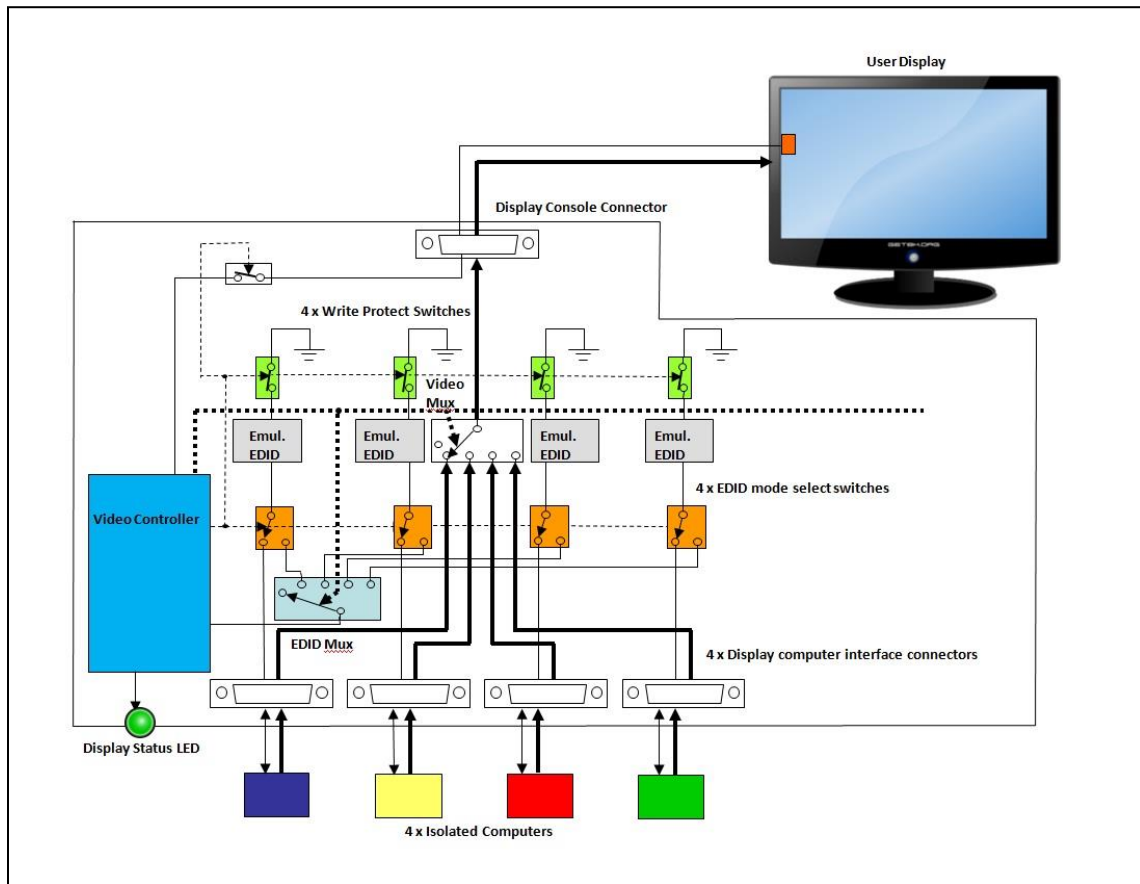 User Display
Display Console Connector
GETEK.ORG
4 x Write Protect Switches
Video
Mux
Emul.
EDID
Emul.
EDID
Emul.
EDID
Emul.
EDID
4 x EDID mode select switches
Video Controller
EDID Mux
4 x Display computer interface connectors
Display Status LED
4 x Isolated Computers